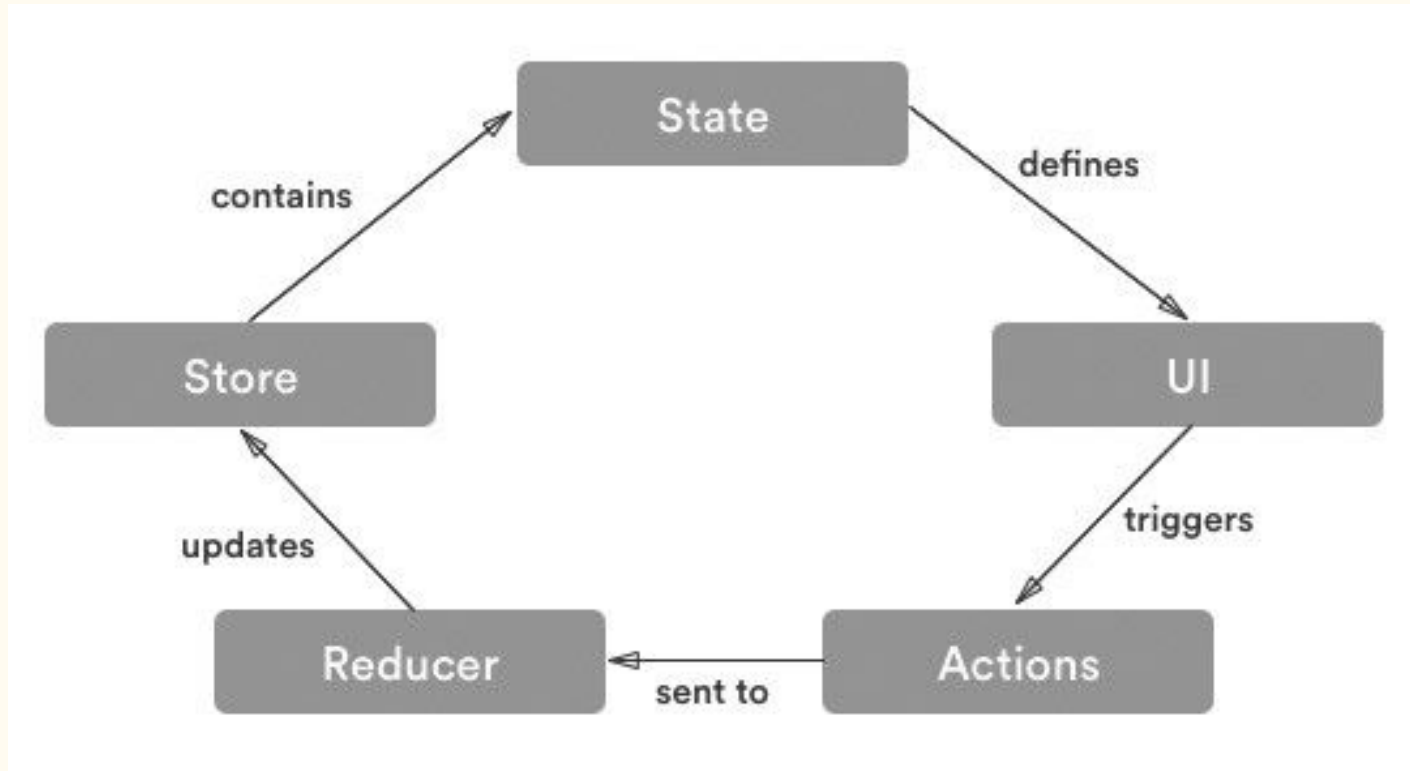 State
defines
contains
Store
UI
triggers
updates
Reducer
Actions
sent to